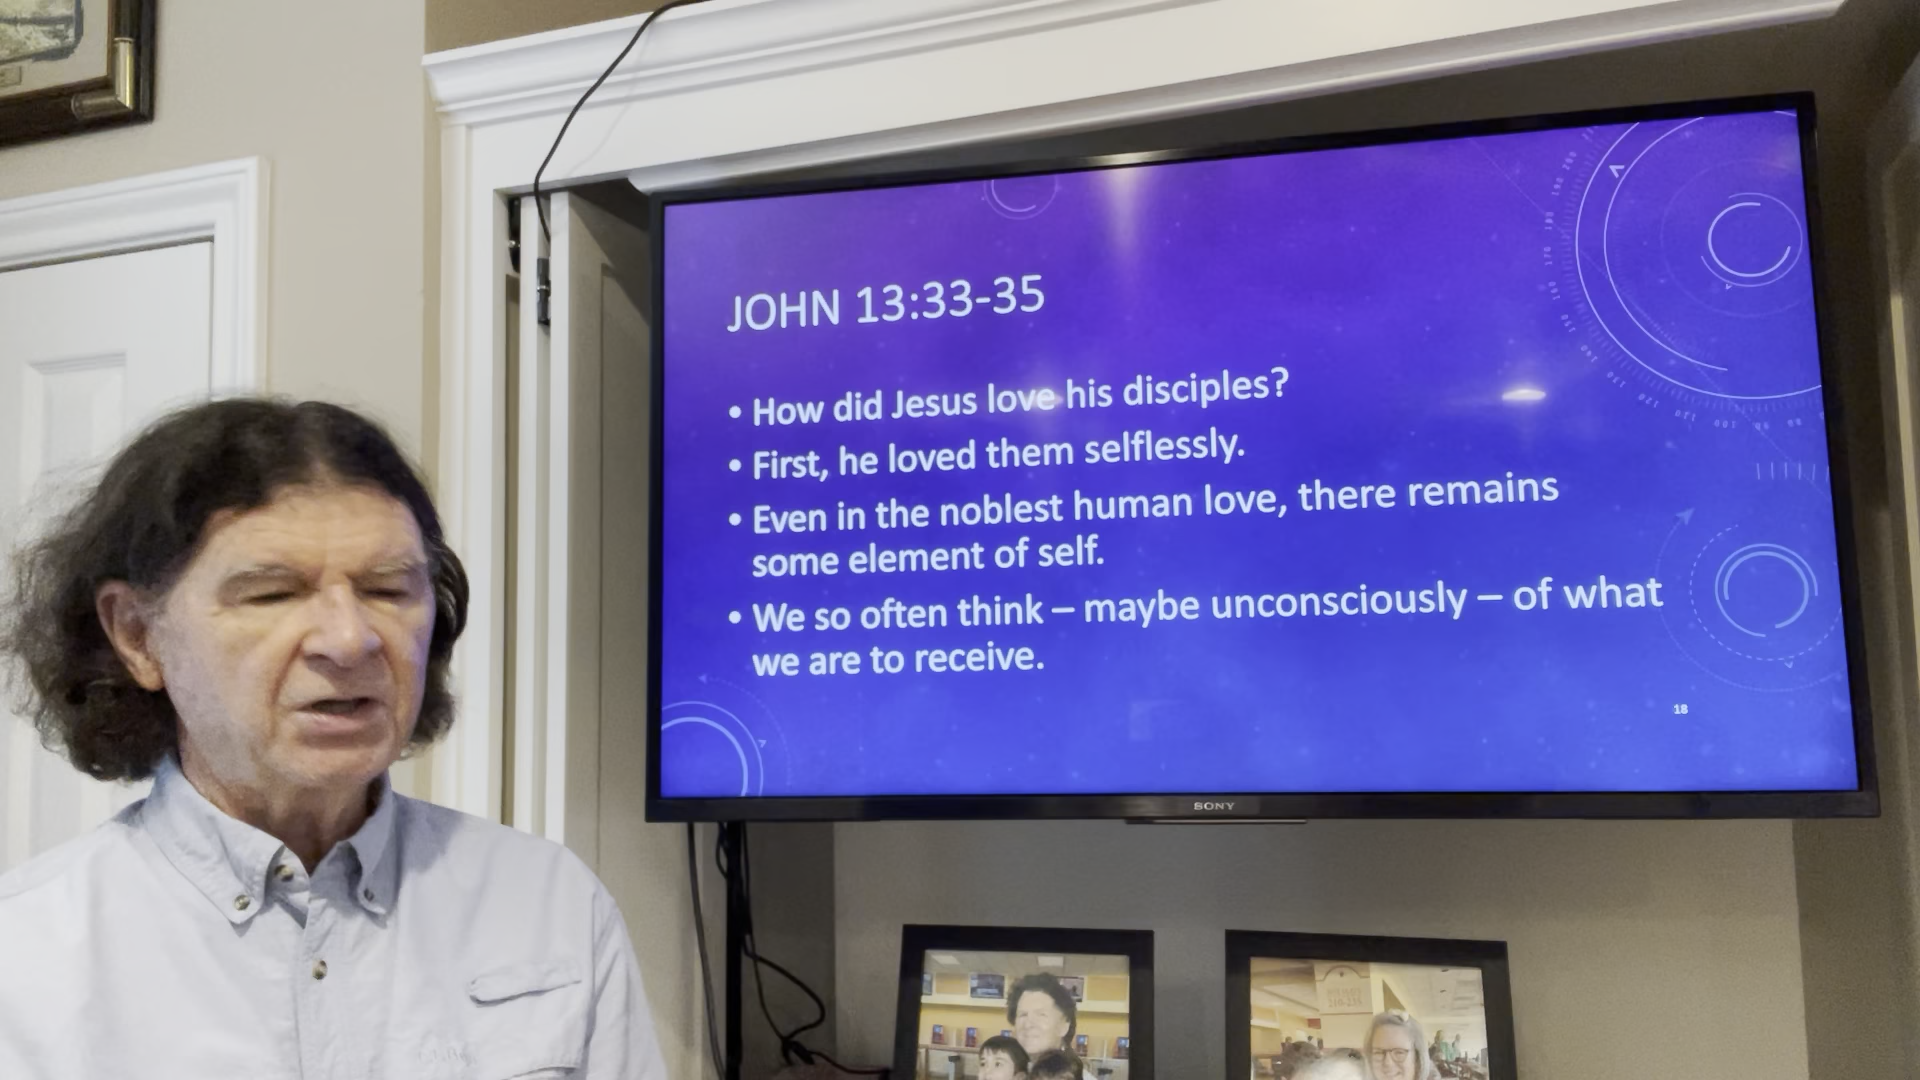 JOHN 13:33-35
• How did Jesus love his disciples?
• First, he loved them selflessly.
• Even in the noblest human love, there remains
some element of self.
• We so often think – maybe unconsciously – of what
we are to receive.
18
SONY